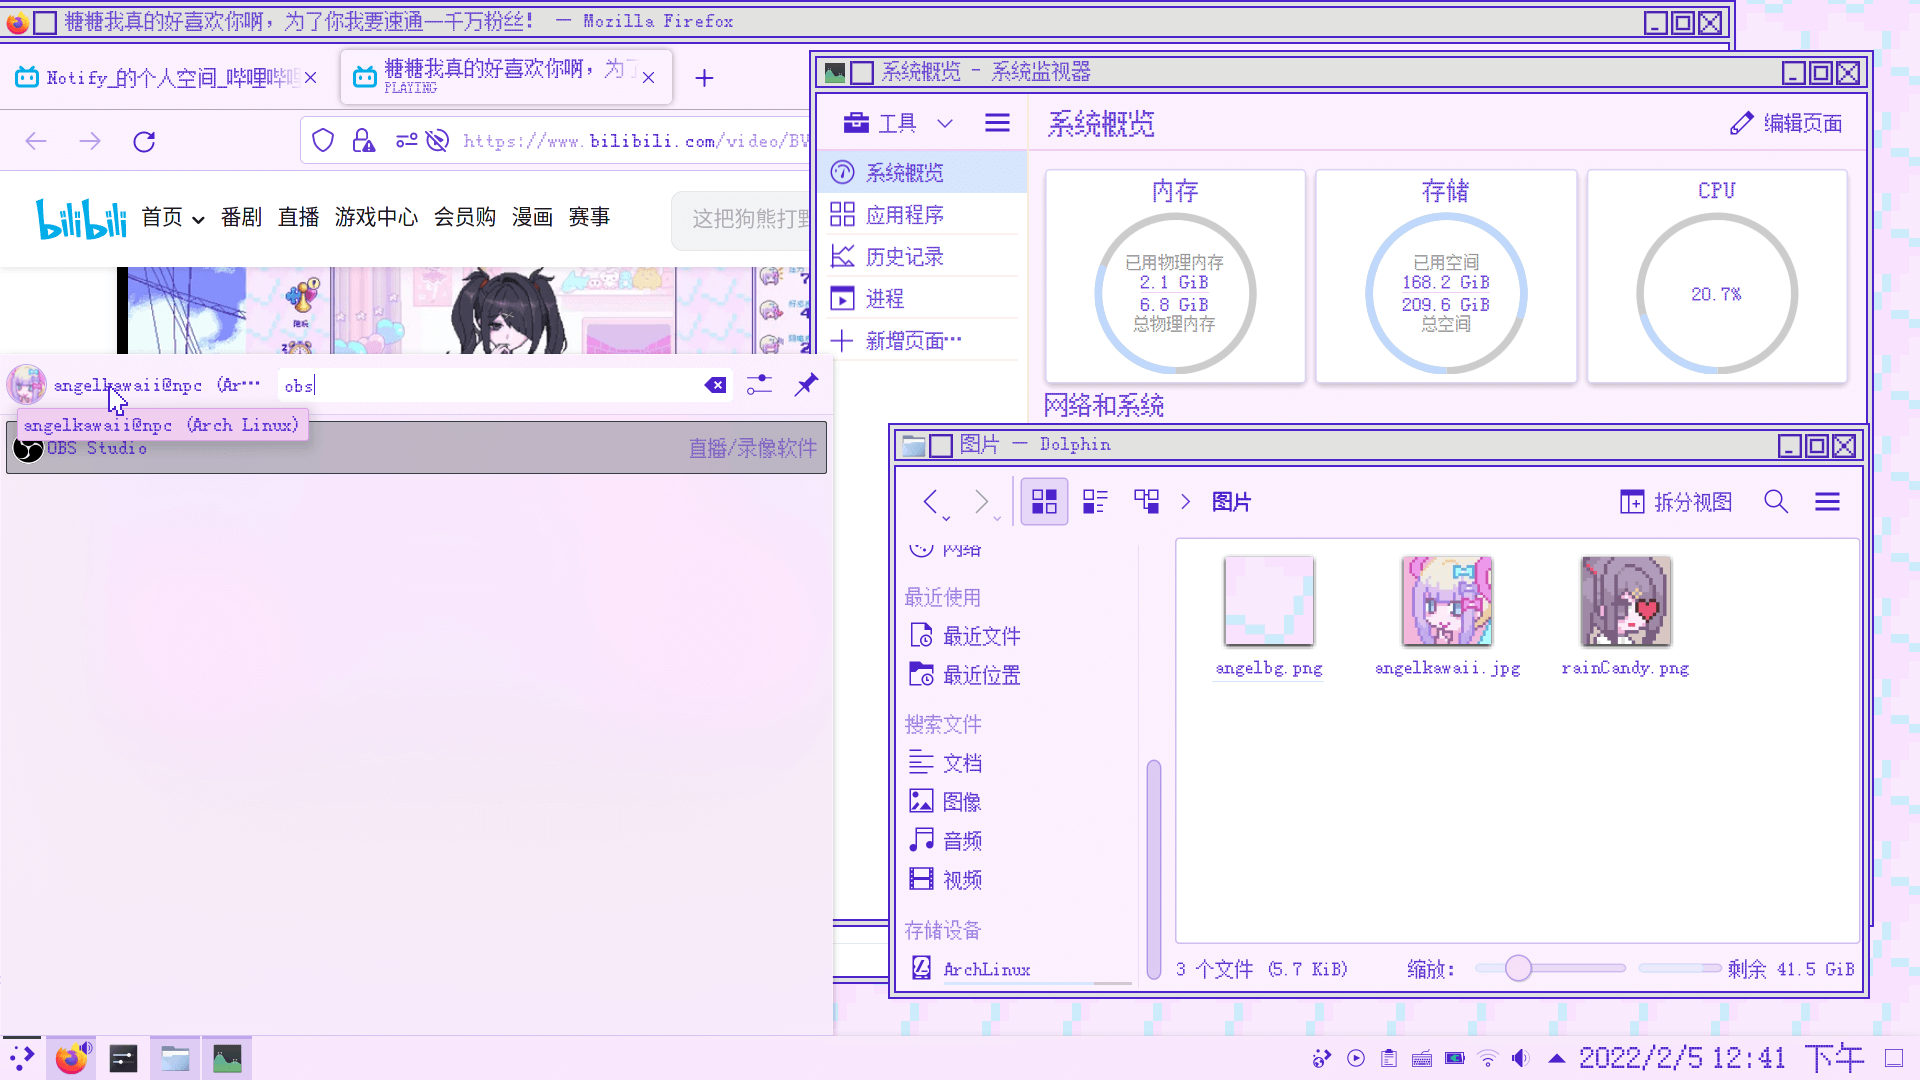 糖糖我真的好喜欢你啊，为了你我要速通一千万粉丝！ — Mozilla Firefox
Notify_的个人空间_哔哩哔哩
糖糖我真的好喜欢你啊，为了
PLAYING
https://www.bilibili.com/video/BV
bilibili
首页
番剧
直播
游戏中心
会员购
漫画
赛事
这把狗熊打野
angelkawaii@npc (Ar…
obs
angelkawaii@npc (Arch Linux)
OBS Studio
直播/录像软件
系统概览 - 系统监视器
工具
系统概览
编辑页面
系统概览
应用程序
历史记录
进程
新增页面…
内存
已用物理内存
2.1 GiB
6.8 GiB
总物理内存
存储
已用空间
168.2 GiB
209.6 GiB
总空间
CPU
20.7%
网络和系统
图片 — Dolphin
图片
拆分视图
网络
最近使用
最近文件
最近位置
搜索文件
文档
图像
音频
视频
存储设备
ArchLinux
angelbg.png
angelkawaii.jpg
rainCandy.png
3 个文件 (5.7 KiB)
缩放：
剩余 41.5 GiB
2022/2/5 12:41 下午